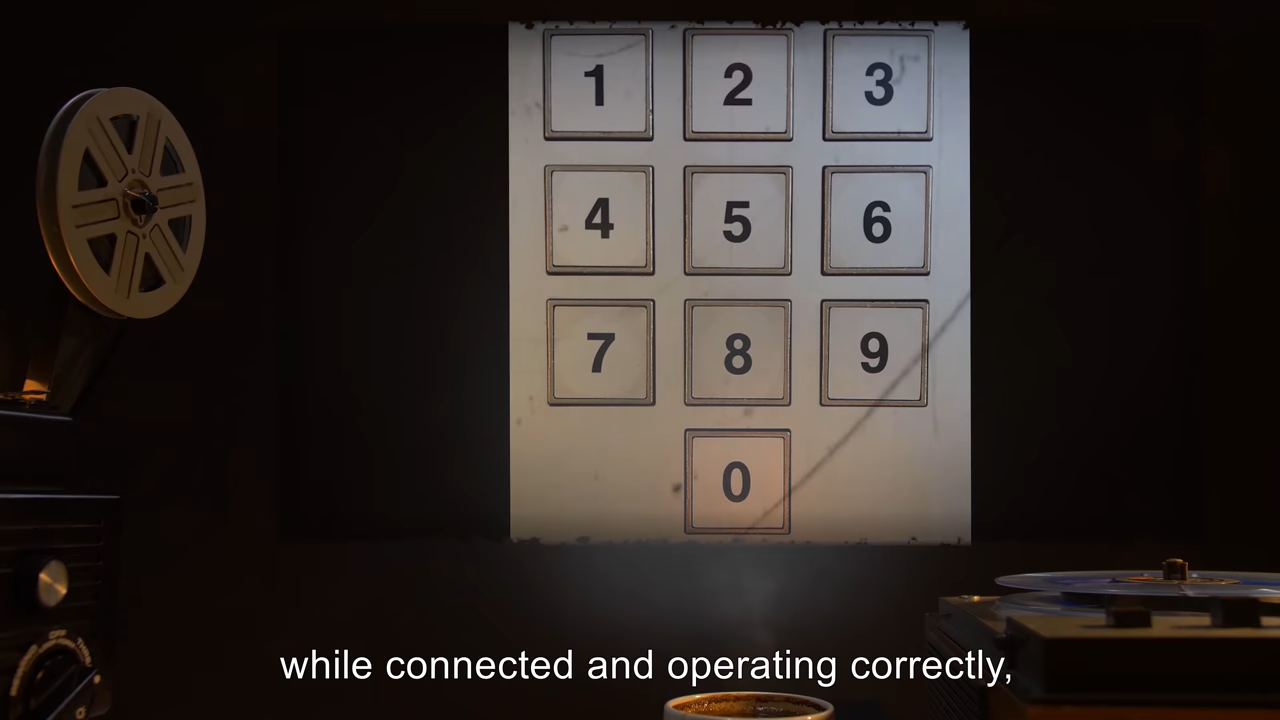 1 2 3
4 5 6
7 8 9
0
while connected and operating correctly,